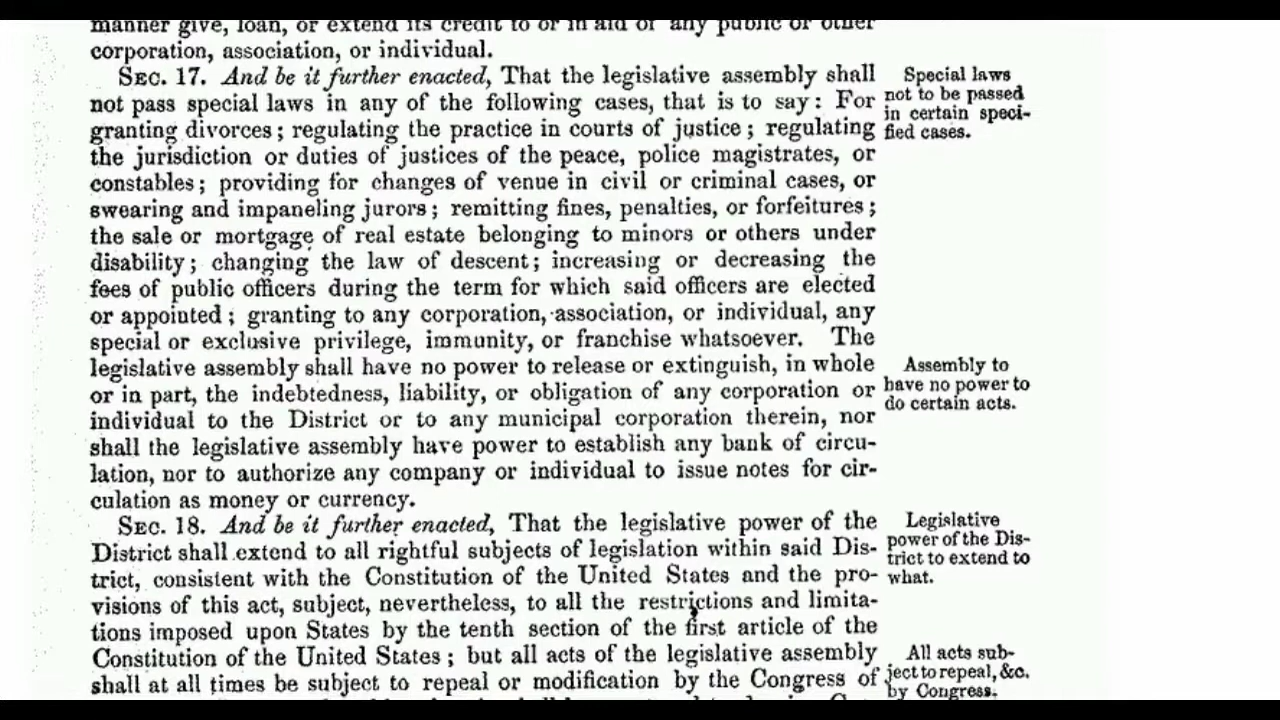 manner give, loan, or extend its credit to or in aid of any public or other
corporation, association, or individual.
SEC. 17. And be it further enacted, That the legislative assembly shall
not pass special laws in any of the following cases, that is to say: For
granting divorces; regulating the practice in courts of justice; regulating
the jurisdiction or duties of justices of the peace, police magistrates, or
constables; providing for changes of venue in civil or criminal cases, or
swearing and impaneling jurors; remitting fines, penalties, or forfeitures;
the sale or mortgage of real estate belonging to minors or others under
disability; changing the law of descent; increasing or decreasing the
fees of public officers during the term for which said officers are elected
or appointed; granting to any corporation, association, or individual, any
special or exclusive privilege, immunity, or franchise whatsoever. The
legislative assembly shall have no power to release or extinguish, in whole
or in part, the indebtedness, liability, or obligation of any corporation or
individual to the District or to any municipal corporation therein, nor
shall the legislative assembly have power to establish any bank of circu-
lation, nor to authorize any company or individual to issue notes for cir-
culation as money or currency.
SEC. 18. And be it further enacted, That the legislative power of the
District shall extend to all rightful subjects of legislation within said Dis-
trict, consistent with the Constitution of the United States and the pro-
visions of this act, subject, nevertheless, to all the restrictions and limita-
tions imposed upon States by the tenth section of the first article of the
Constitution of the United States; but all acts of the legislative assembly
shall at all times be subject to repeal or modification by the Congress of
Special laws
not to be passed
in certain speci-
fied cases.
Assembly to
have no power to
do certain acts.
Legislative
power of the Dis-
trict to extend to
what.
All acts sub-
ject to repeal, &c.
by Congress.